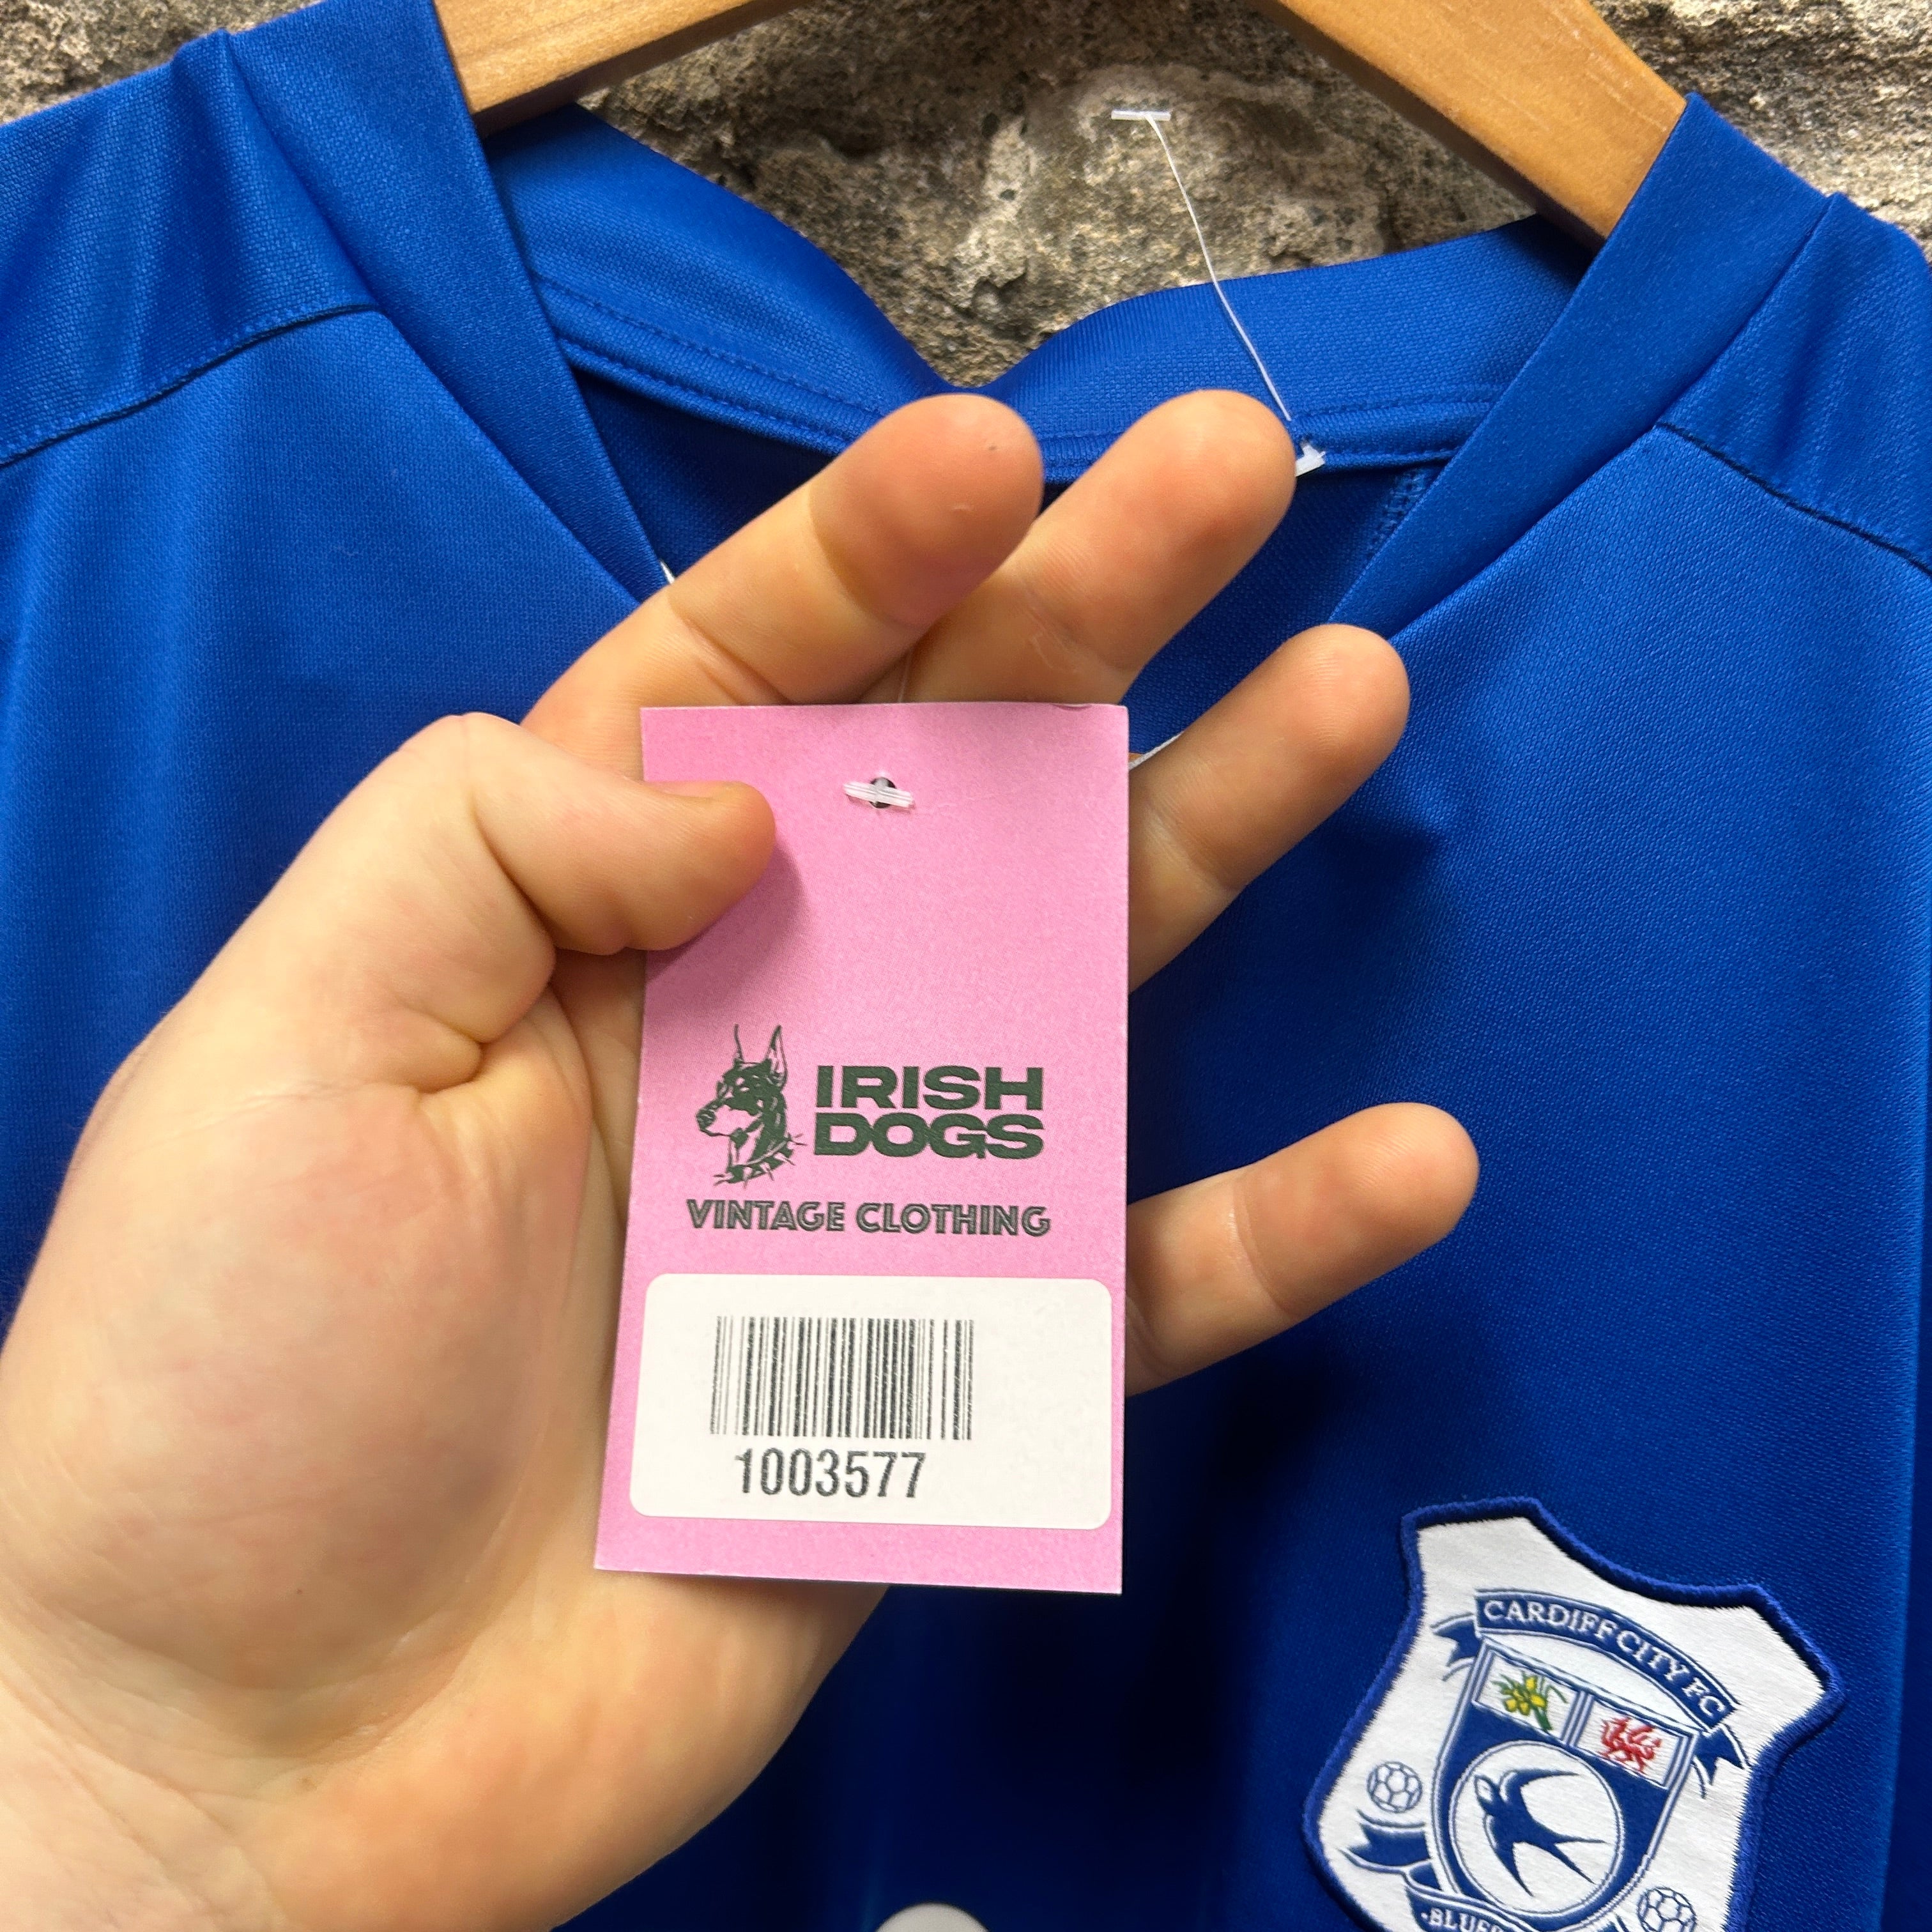 IRISH
DOGS
VINTAGE CLOTHING
1003577
CARDIFF CITY FC